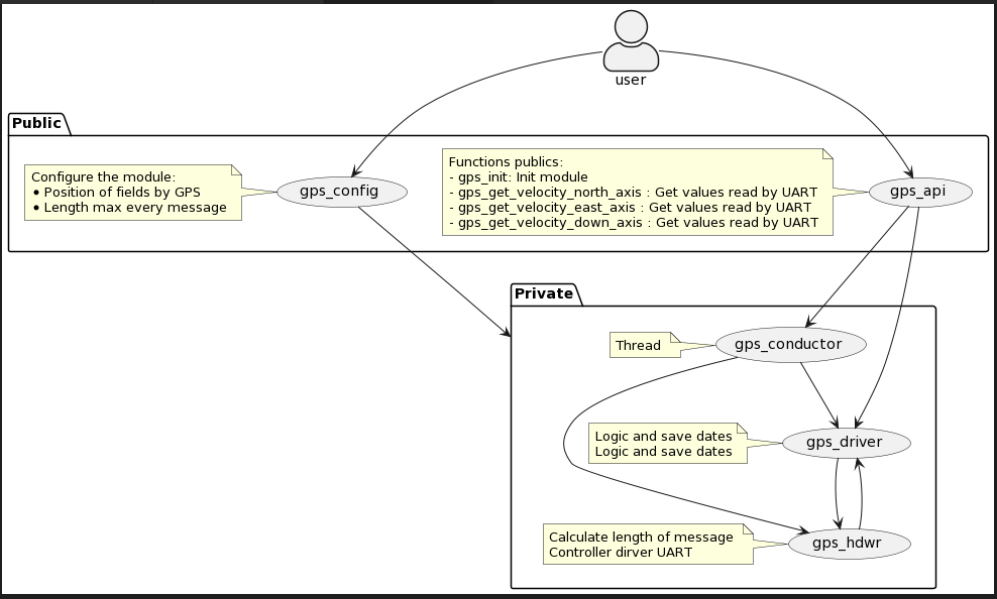 user
Public
Configure the module:
• Position of fields by GPS
• Length max every message
gps_config
Functions publics:
- gps_init: Init module
- gps_get_velocity_north_axis : Get values read by UART
- gps_get_velocity_east_axis : Get values read by UART
- gps_get_velocity_down_axis : Get values read by UART
gps_api
Private
Thread
gps_conductor
Logic and save dates
Logic and save dates
gps_driver
Calculate length of message
Controller dirver UART
gps_hdwr